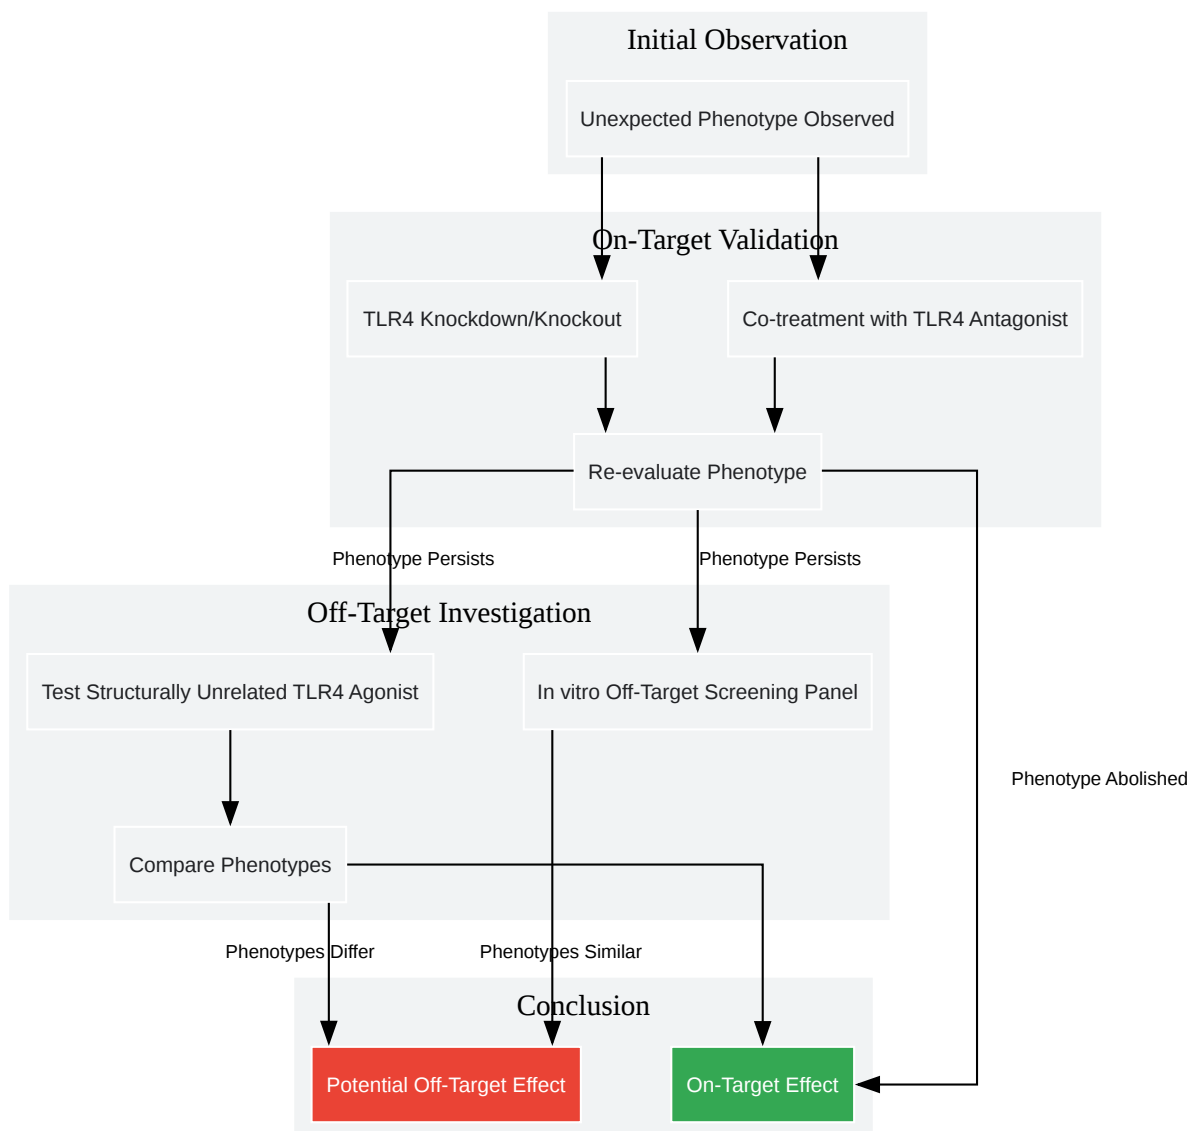 Initial Observation
Unexpected Phenotype Observed
On-Target Validation
TLR4 Knockdown/Knockout
Co-treatment with TLR4 Antagonist
Re-evaluate Phenotype
Phenotype Persists
Phenotype Persists
Off-Target Investigation
Test Structurally Unrelated TLR4 Agonist
In vitro Off-Target Screening Panel
Phenotype Abolished
Compare Phenotypes
Phenotypes Differ
Phenotypes Similar
Conclusion
Potential Off-Target Effect
On-Target Effect